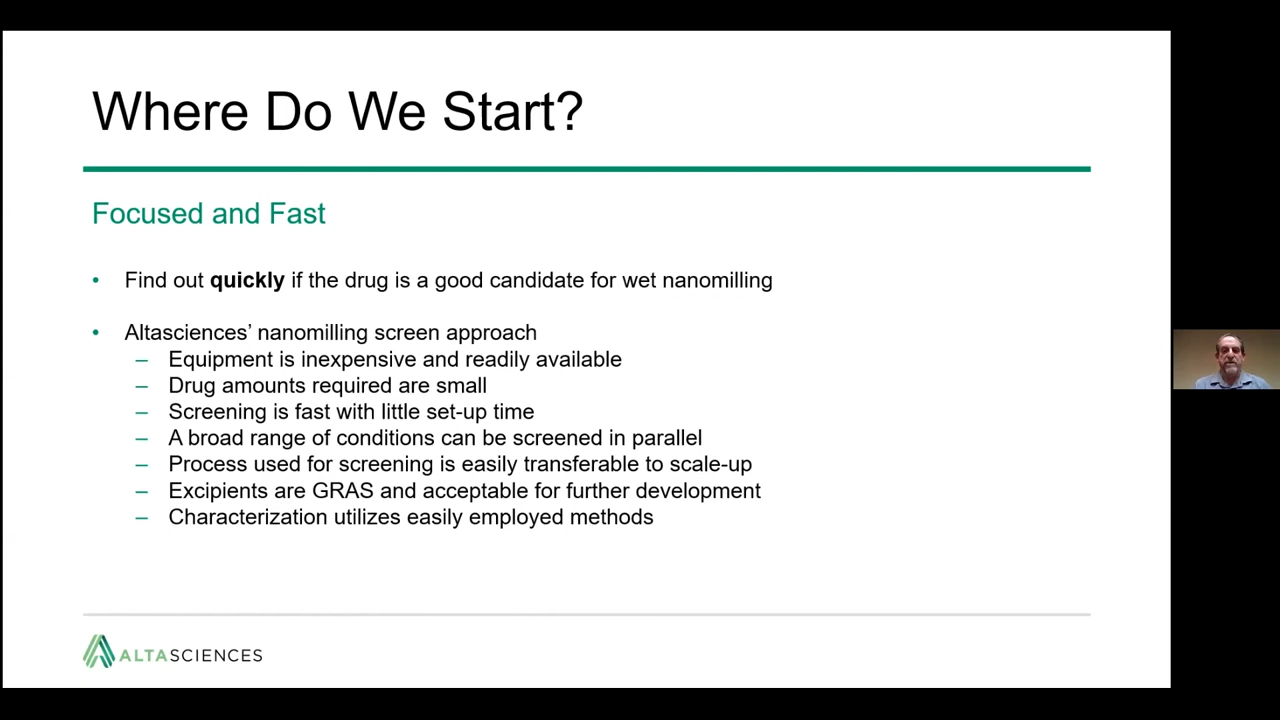 Where Do We Start?
Focused and Fast
• Find out quickly if the drug is a good candidate for wet nanomilling
• Altasciences’ nanomilling screen approach
– Equipment is inexpensive and readily available
– Drug amounts required are small
– Screening is fast with little set-up time
– A broad range of conditions can be screened in parallel
– Process used for screening is easily transferable to scale-up
– Excipients are GRAS and acceptable for further development
– Characterization utilizes easily employed methods
ALTASCIENCES